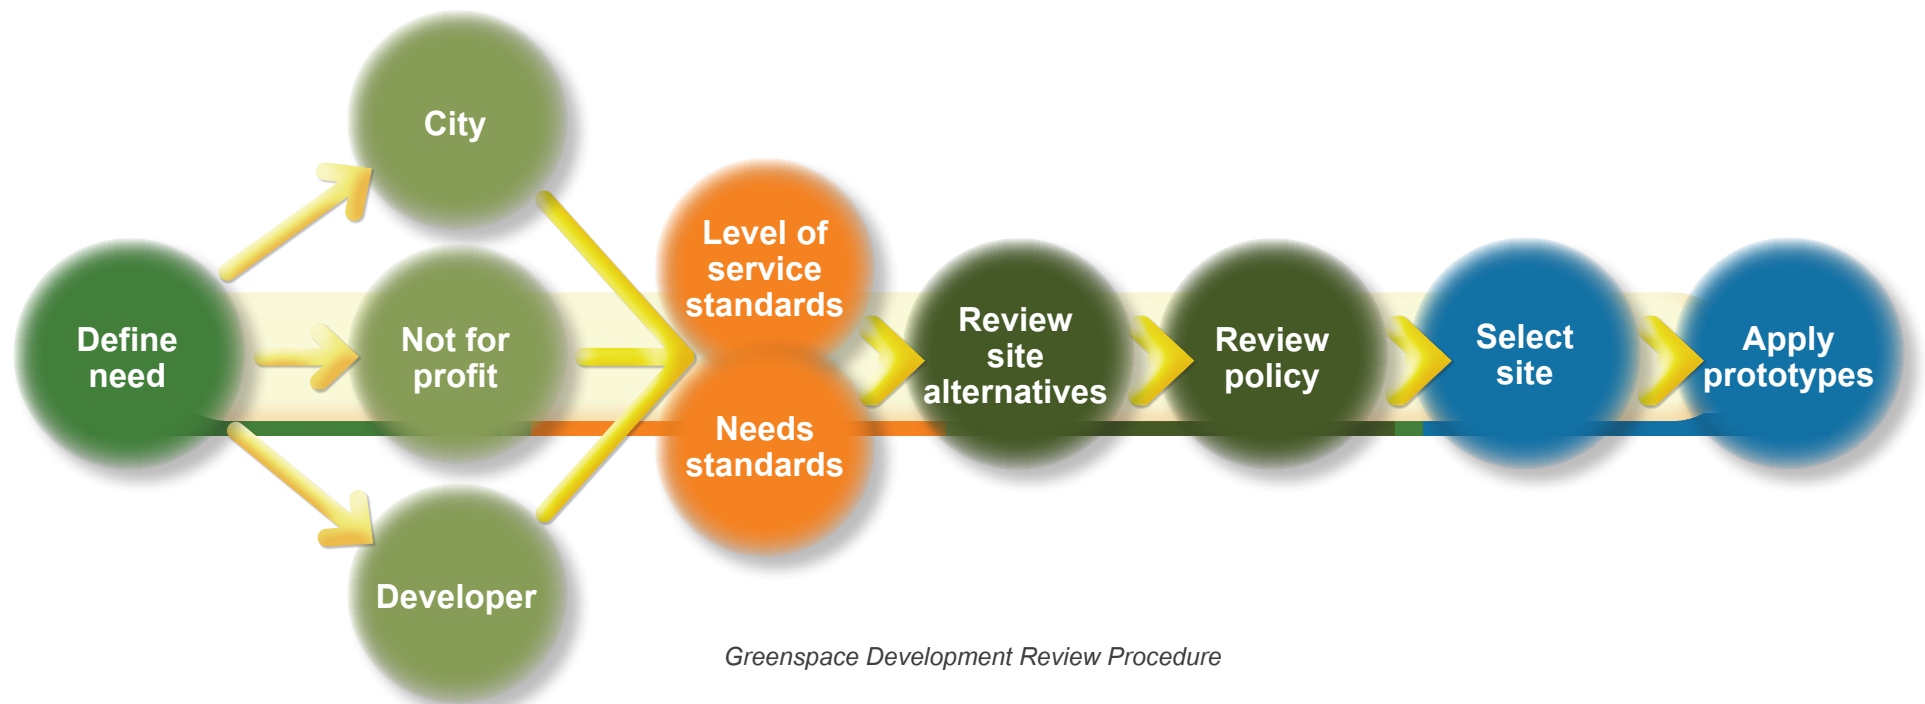 Define
need
City
Not for
profit
Developer
Level of
service
standards
Needs
standards
Review
site
alternatives
Review
policy
Select
site
Apply
prototypes
Greenspace Development Review Procedure